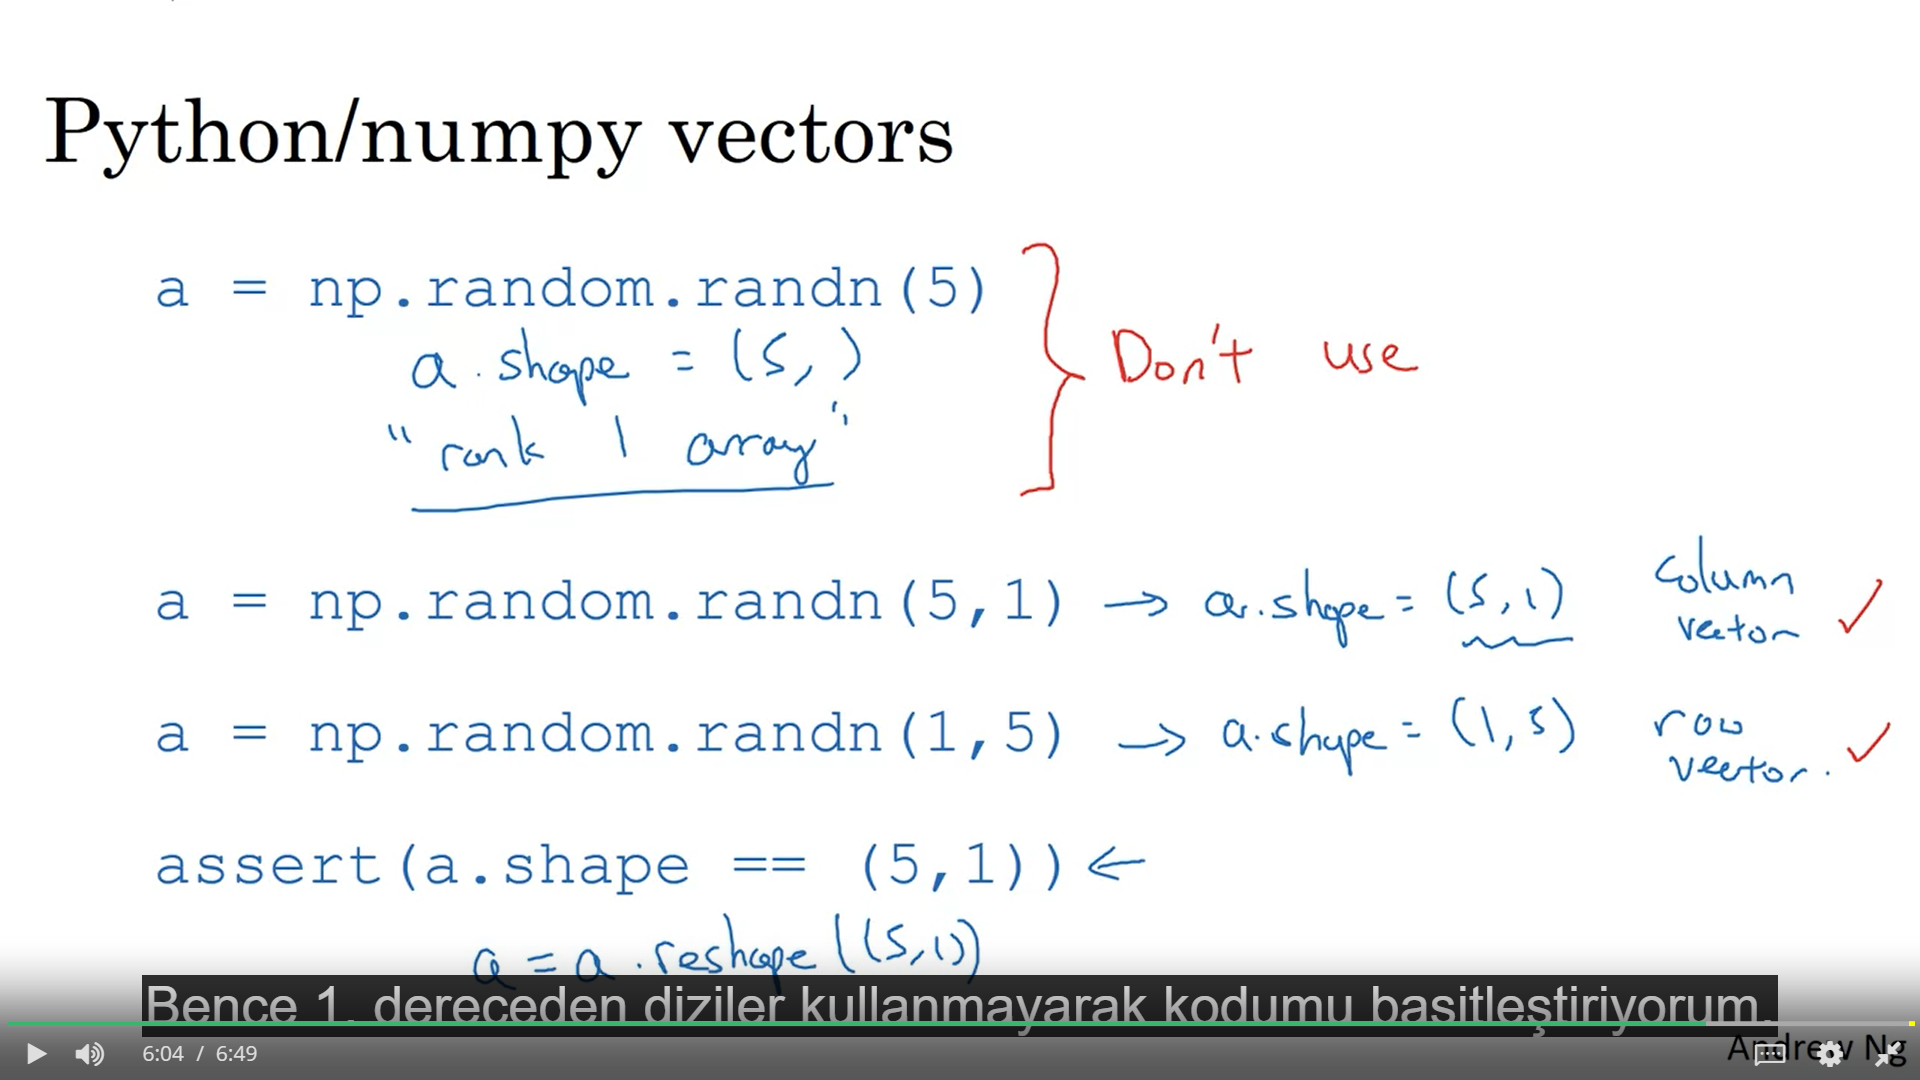 Python/numpy vectors
a = np.random.randn(5)
a.shape = (5,)
"rank 1 array"
Don't use
a = np.random.randn(5,1) → a.shape = (5,1) column vector ✓
a = np.random.randn(1,5) → a.shape = (1,5) row vector. ✓
assert(a.shape == (5,1)) ←
a = a.reshape((5,1))
Bence 1. dereceden diziler kullanmayarak kodumu basitleştiriyorum.
6:04 / 6:49
Andrew Ng